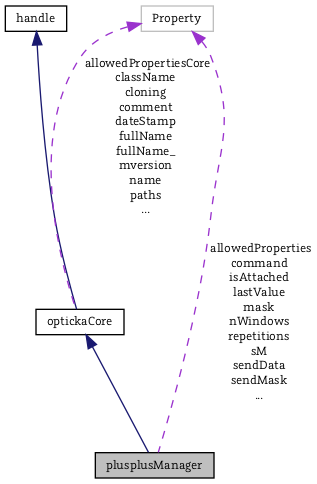 handle
Property
allowedPropertiesCore
className
cloning
comment
dateStamp
fullName
fullName_
mversion
name
paths
...
allowedProperties
command
isAttached
lastValue
mask
nWindows
repetitions
sM
sendData
sendMask
...
optickaCore
plusplusManager